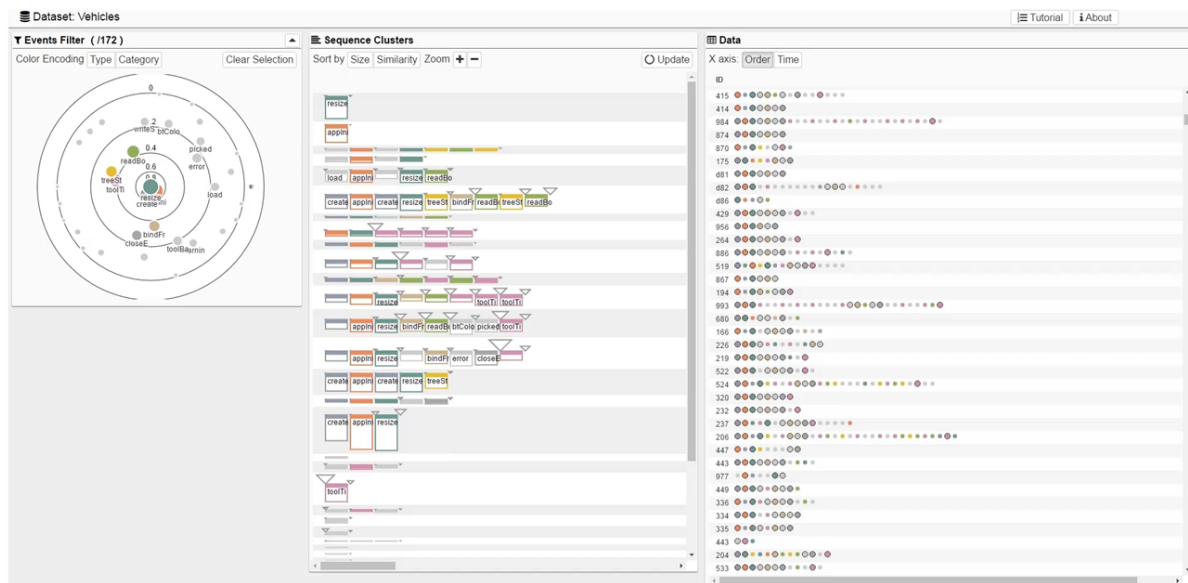 Dataset: Vehicles
Tutorial
About
Events Filter ( /172 )
Color Encoding Type Category Clear Selection
0
.2
btColo
picked
0.4
readBo
error
0.6
treeSt
toolTi
load
resize
create
bindFr
closeE
toolBa
Sequence Clusters
Sort by Size Similarity Zoom
Update
resize
appIni
load appIni resize readBo
create appIni create resize treeSt bindFr readBo treeSt readBo
resize toolTi toolTi
appIni resize bindFr readBo btColo picked toolTi
appIni resize bindFr error closeE
create appIni create resize treeSt
create appIni resize
toolTi
Data
X axis: Order Time
ID
415
414
984
874
870
175
d81
d82
d86
429
956
264
886
519
867
194
993
680
166
226
219
522
524
320
232
237
206
447
443
977
449
336
334
335
443
204
533